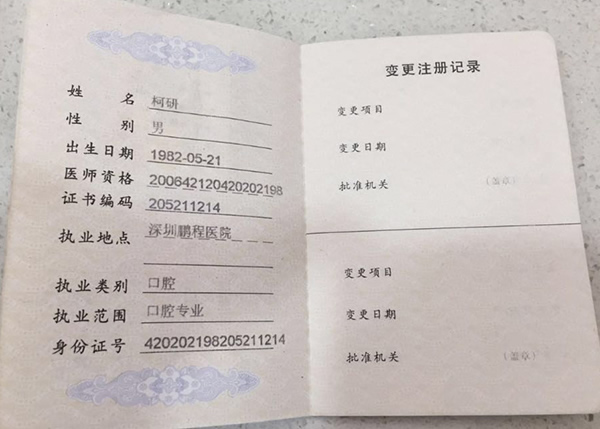 姓 名 柯研
性 别 男
出生日期 1982-05-21
医师资格 200642120420202198
证书编码 205211214
执业地点 深圳鹏程医院
执业类别 口腔
执业范围 口腔专业
身份证号 420202198205211214
变更注册记录
变更项目
变更日期
批准机关 （盖章）
变更项目
变更日期
批准机关 （盖章）